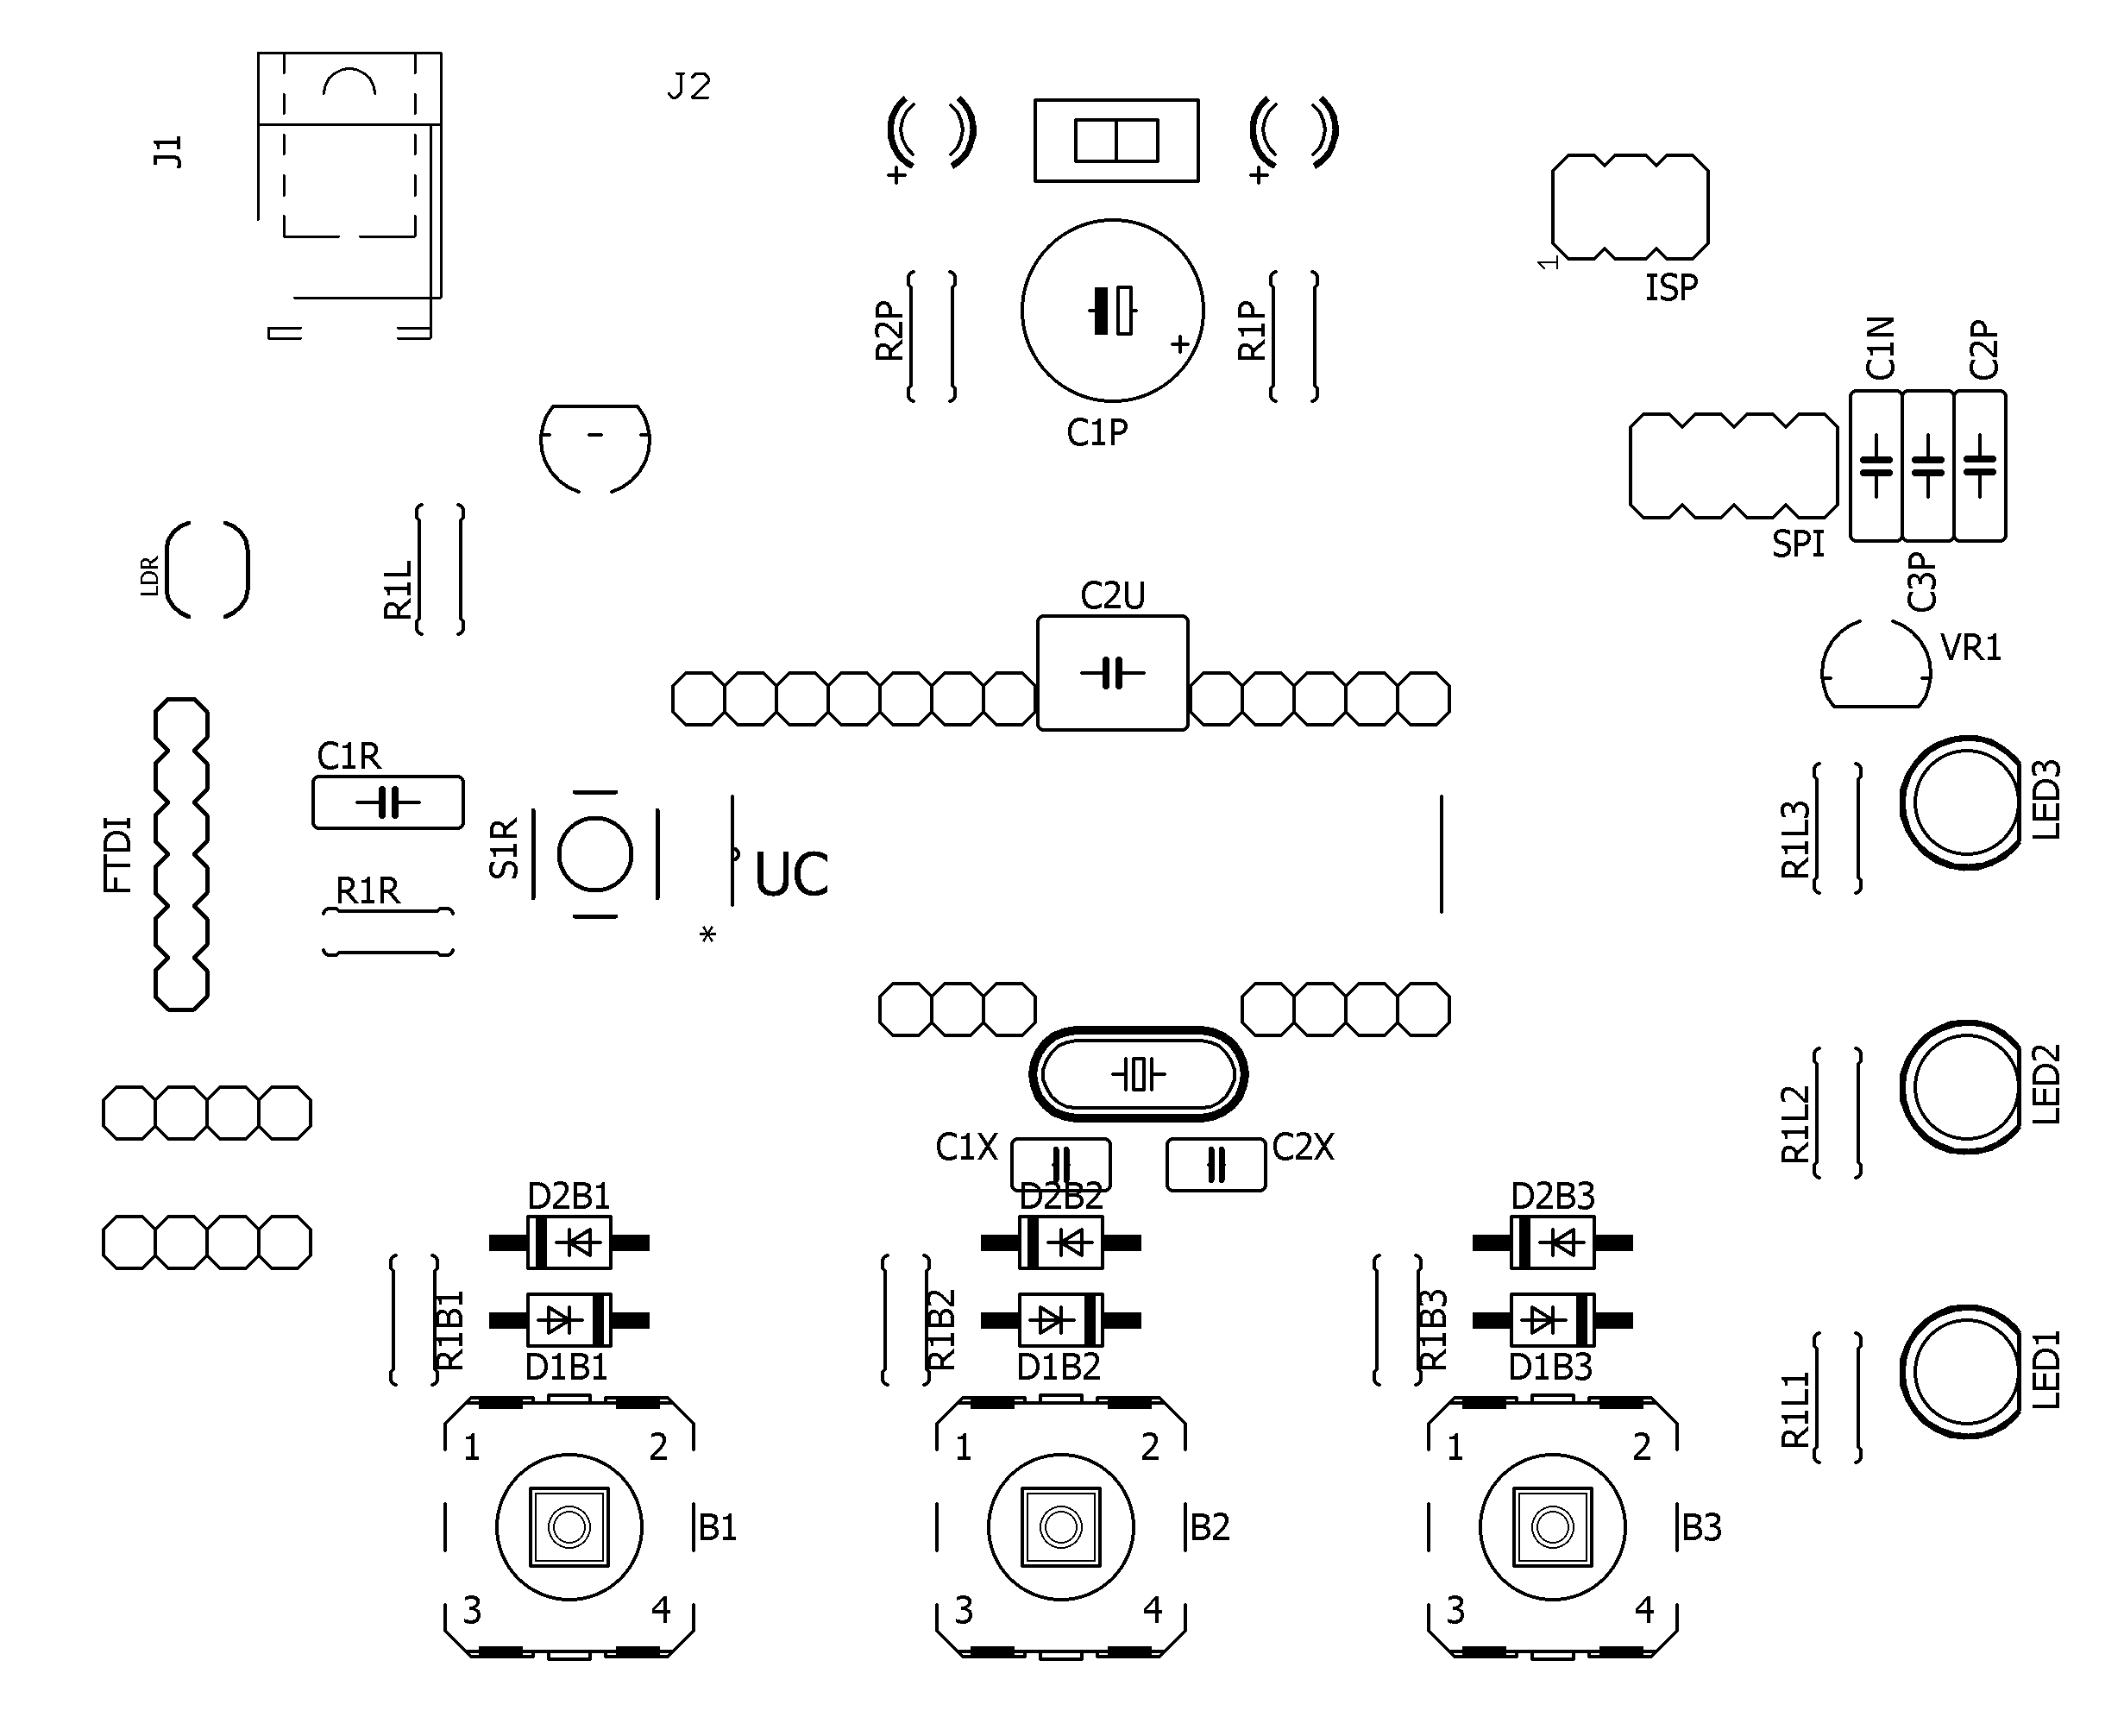 J1
J2
+
+
1
ISP
R2P
+
R1P
C1P
C1N
C2P
SPI
C3P
LDR
R1L
C2U
VR1
C1R
FTDI
S1R
UC
R1R
*
R1L3
LED3
C1X
C2X
R1L2
LED2
D2B1
D2B2
D2B3
R1B1
R1B2
R1B3
D1B1
D1B2
D1B3
R1L1
LED1
1 2
1 2
1 2
B1
B2
B3
3 4
3 4
3 4